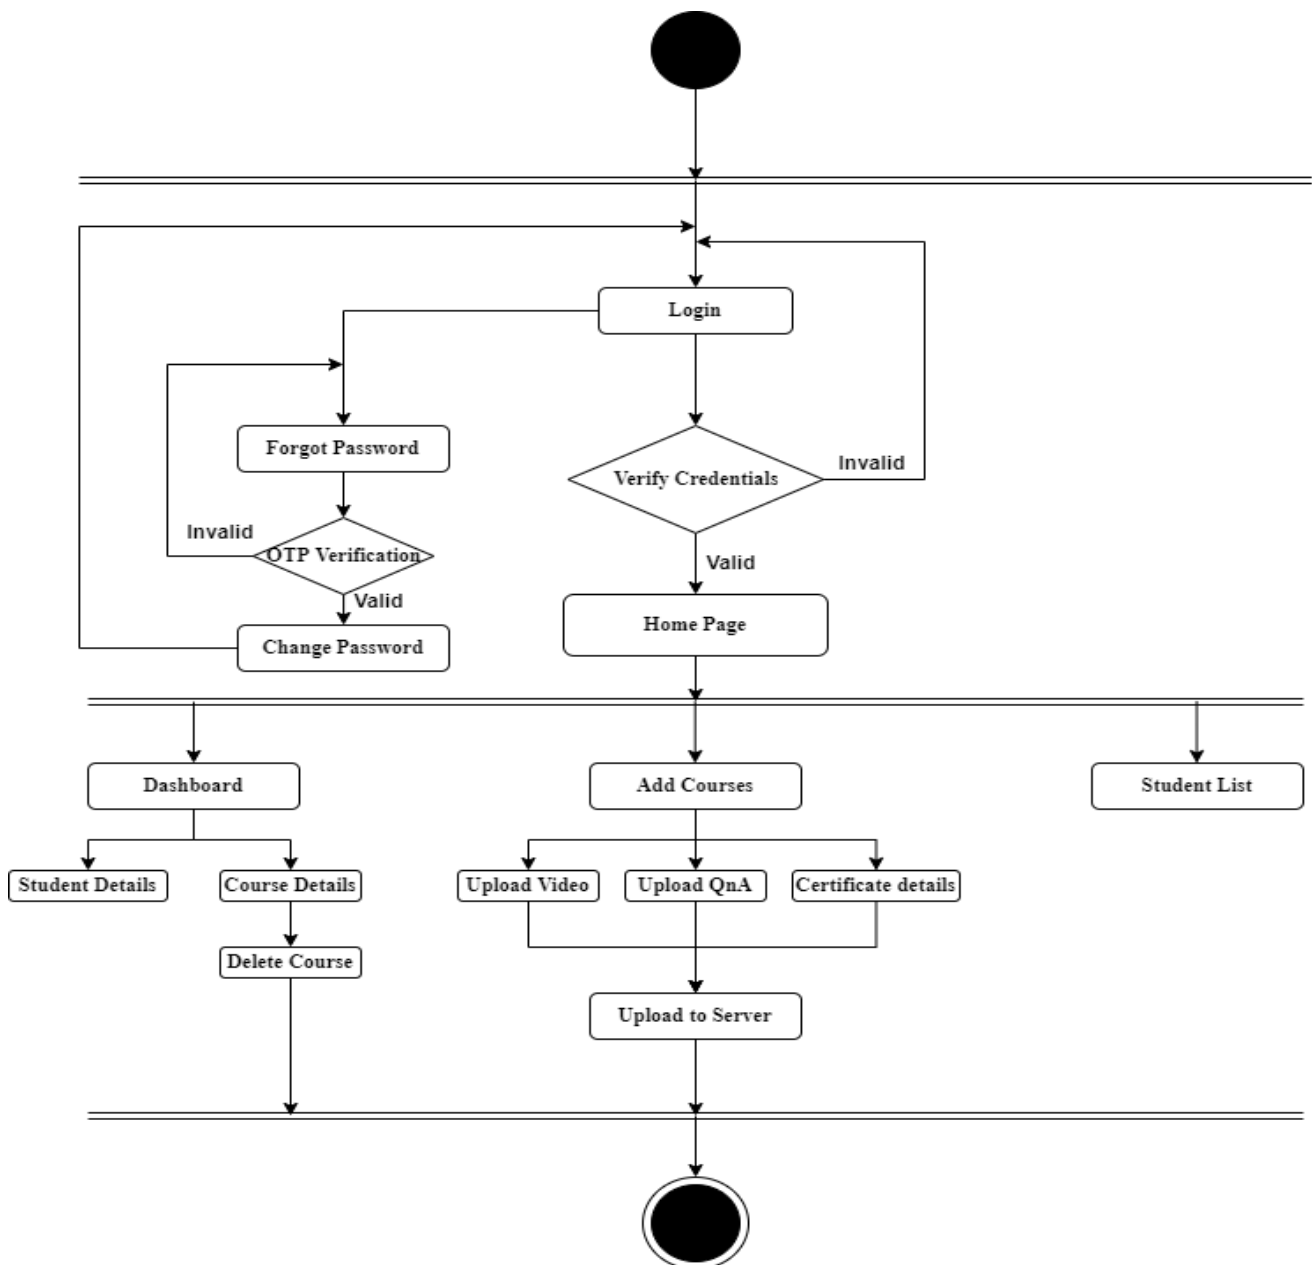 Login
Forgot Password
Verify Credentials
Invalid
Invalid
OTP Verification
Valid
Valid
Change Password
Home Page
Dashboard
Add Courses
Student List
Student Details
Course Details
Upload Video
Upload QnA
Certificate details
Delete Course
Upload to Server